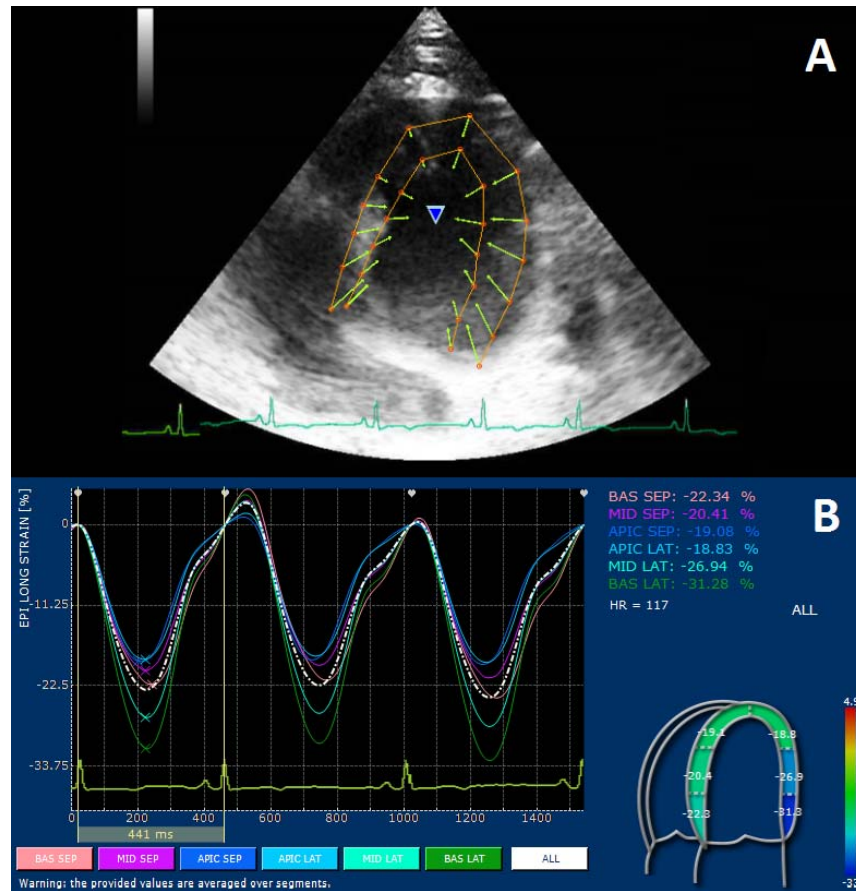 A
B
EPI LONG STRAIN [%]
0
-11.25
-22.5
-33.75
0 200 400 600 800 1000 1200 1400
441 ms
BAS SEP: -22.34 %
MID SEP: -20.41 %
APIC SEP: -19.08 %
APIC LAT: -18.83 %
MID LAT: -26.94 %
BAS LAT: -31.28 %
HR = 117
ALL
-19.1 -18.8
-20.4 -26.9
-22.3 -31.3
4.9
BAS SEP MID SEP APIC SEP APIC LAT MID LAT BAS LAT ALL
Warning: the provided values are averaged over segments.